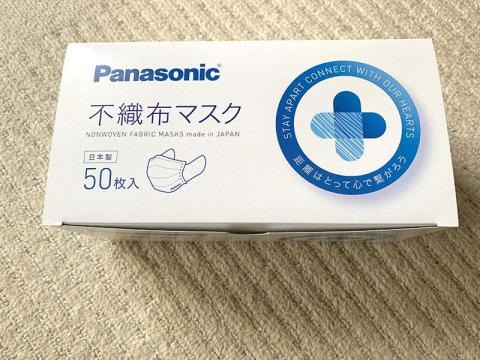 Panasonic®
不織布マスク
NONWOVEN FABRIC MASKS made in JAPAN
日本製
50枚入
STAY APART CONNECT WITH OUR HEARTS
距離はとって心で繋がろう